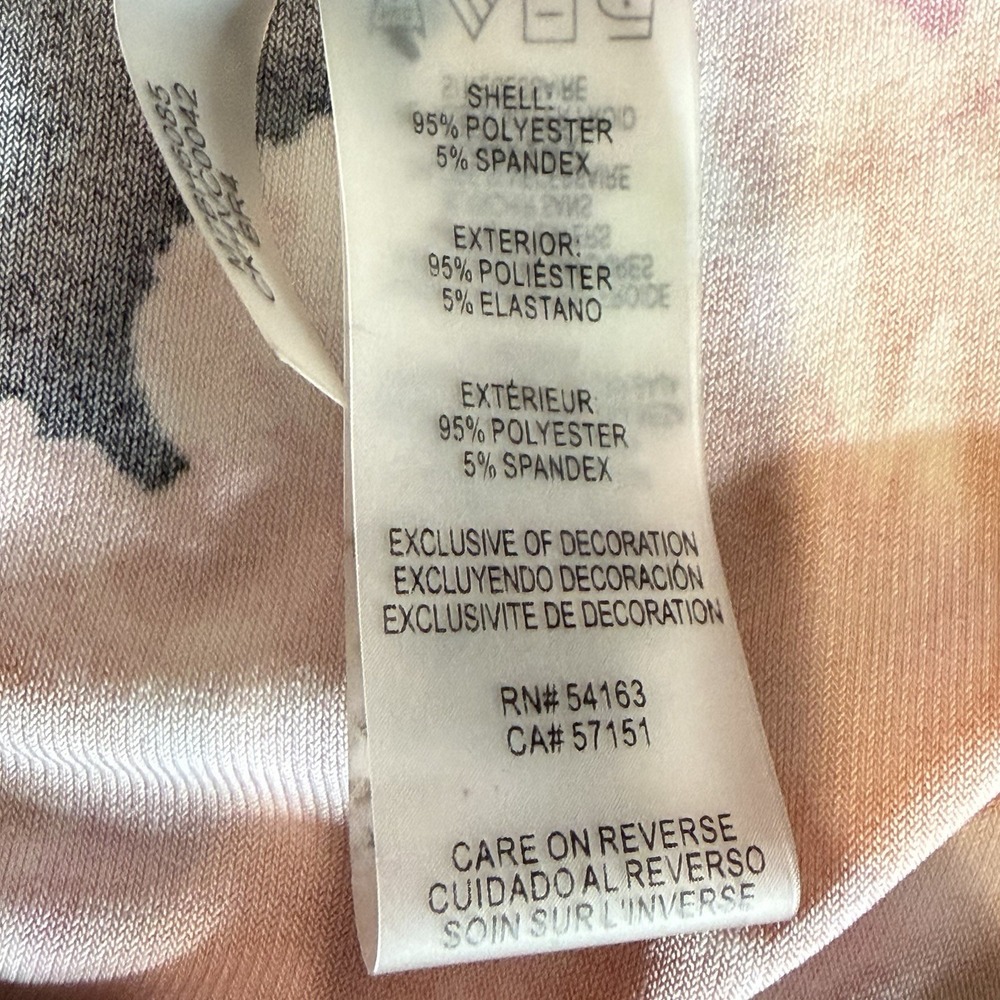 SHELL:
95% POLYESTER
5% SPANDEX
EXTERIOR:
95% POLIÉSTER
5% ELASTANO
EXTÉRIEUR
95% POLYESTER
5% SPANDEX
EXCLUSIVE OF DECORATION
EXCLUYENDO DECORACIÓN
EXCLUSIVITE DE DECORATION
RN# 54163
CA# 57151
CARE ON REVERSE
CUIDADO AL REVERSO
SOIN SUR L'INVERSE